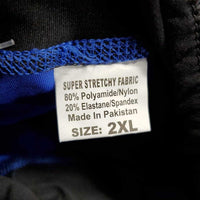 SUPER STRETCHY FABRIC
80% Polyamide/Nylon
20% Elastane/Spandex
Made in Pakistan
SIZE: 2XL